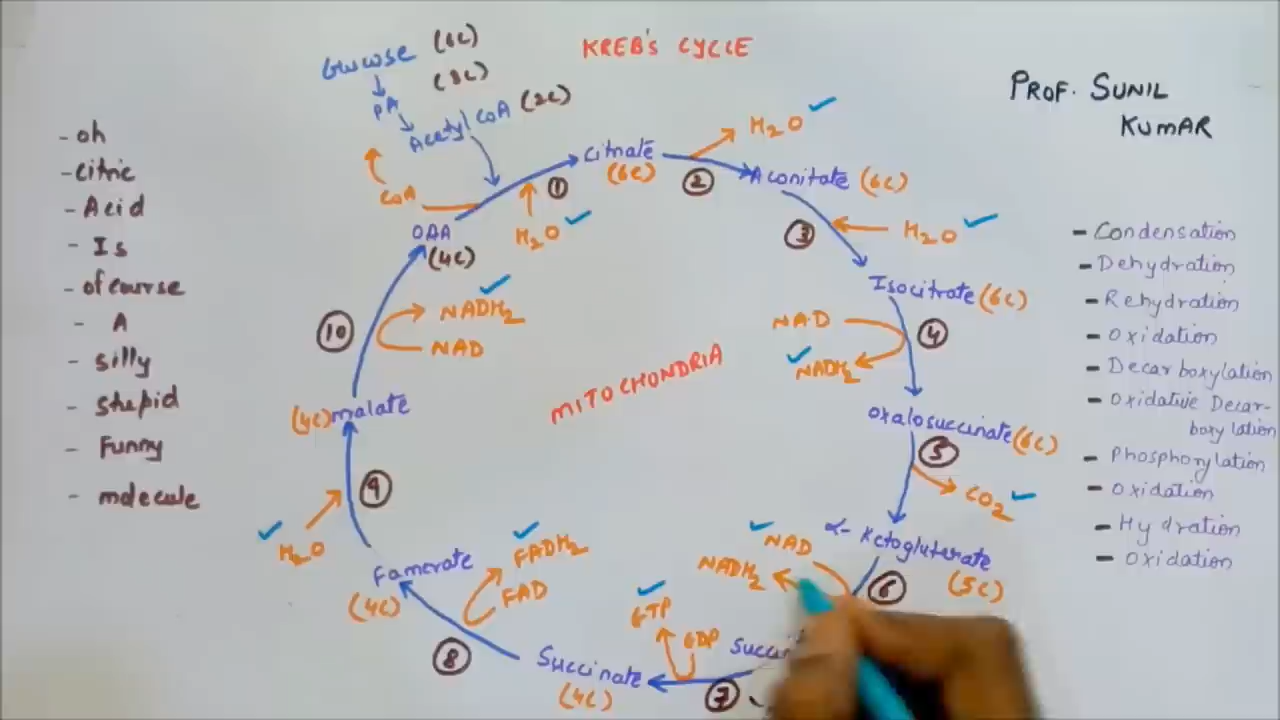 KREB'S CYCLE
PROF. SUNIL
KUMAR
- oh
- citric
- Acid
- Is
- of course
- A
- silly
- stupid
- Funny
- molecule
Glucose (6C)
PA (3C)
Acetyl CoA (2C)
CoA
OAA
(4C)
①
H2O
Citrate
(6C)
②
H2O
Aconitate (6C)
③
H2O
Isocitrate (6C)
④
NAD
NADH2
Oxalosuccinate (6C)
⑤
CO2
α- Ketogluterate
(5C)
⑥
NAD
NADH2
⑦
GTP
GDP
Succinate
(4C)
⑧
FADH2
FAD
Famerate
(4C)
⑨
H2O
(4C) malate
⑩
NADH2
NAD
MITOCHONDRIA
- Condensation
- Dehydration
- Rehydration
- Oxidation
- Decarboxylation
- Oxidative Decar-
boxylation
- Phosphorylation
- Oxidation
- Hydration
- Oxidation